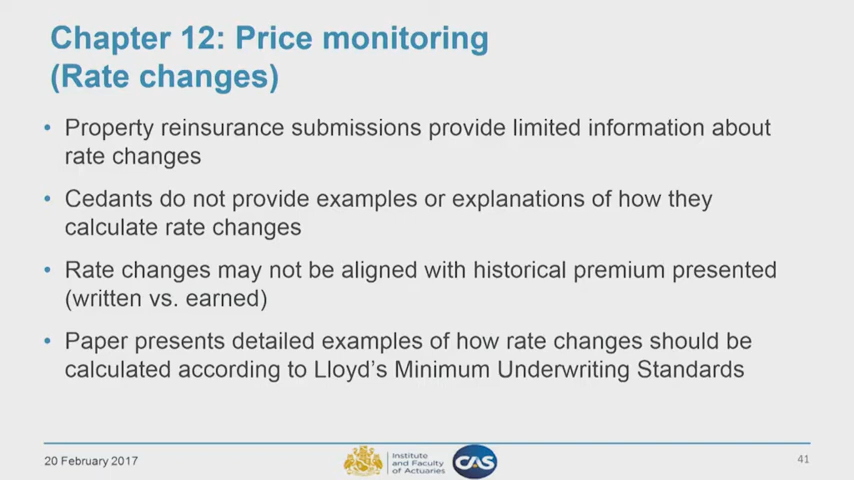 Chapter 12: Price monitoring
(Rate changes)
• Property reinsurance submissions provide limited information about
rate changes
• Cedants do not provide examples or explanations of how they
calculate rate changes
• Rate changes may not be aligned with historical premium presented
(written vs. earned)
• Paper presents detailed examples of how rate changes should be
calculated according to Lloyd's Minimum Underwriting Standards
20 February 2017
Institute
and Faculty
of Actuaries
CAS
41